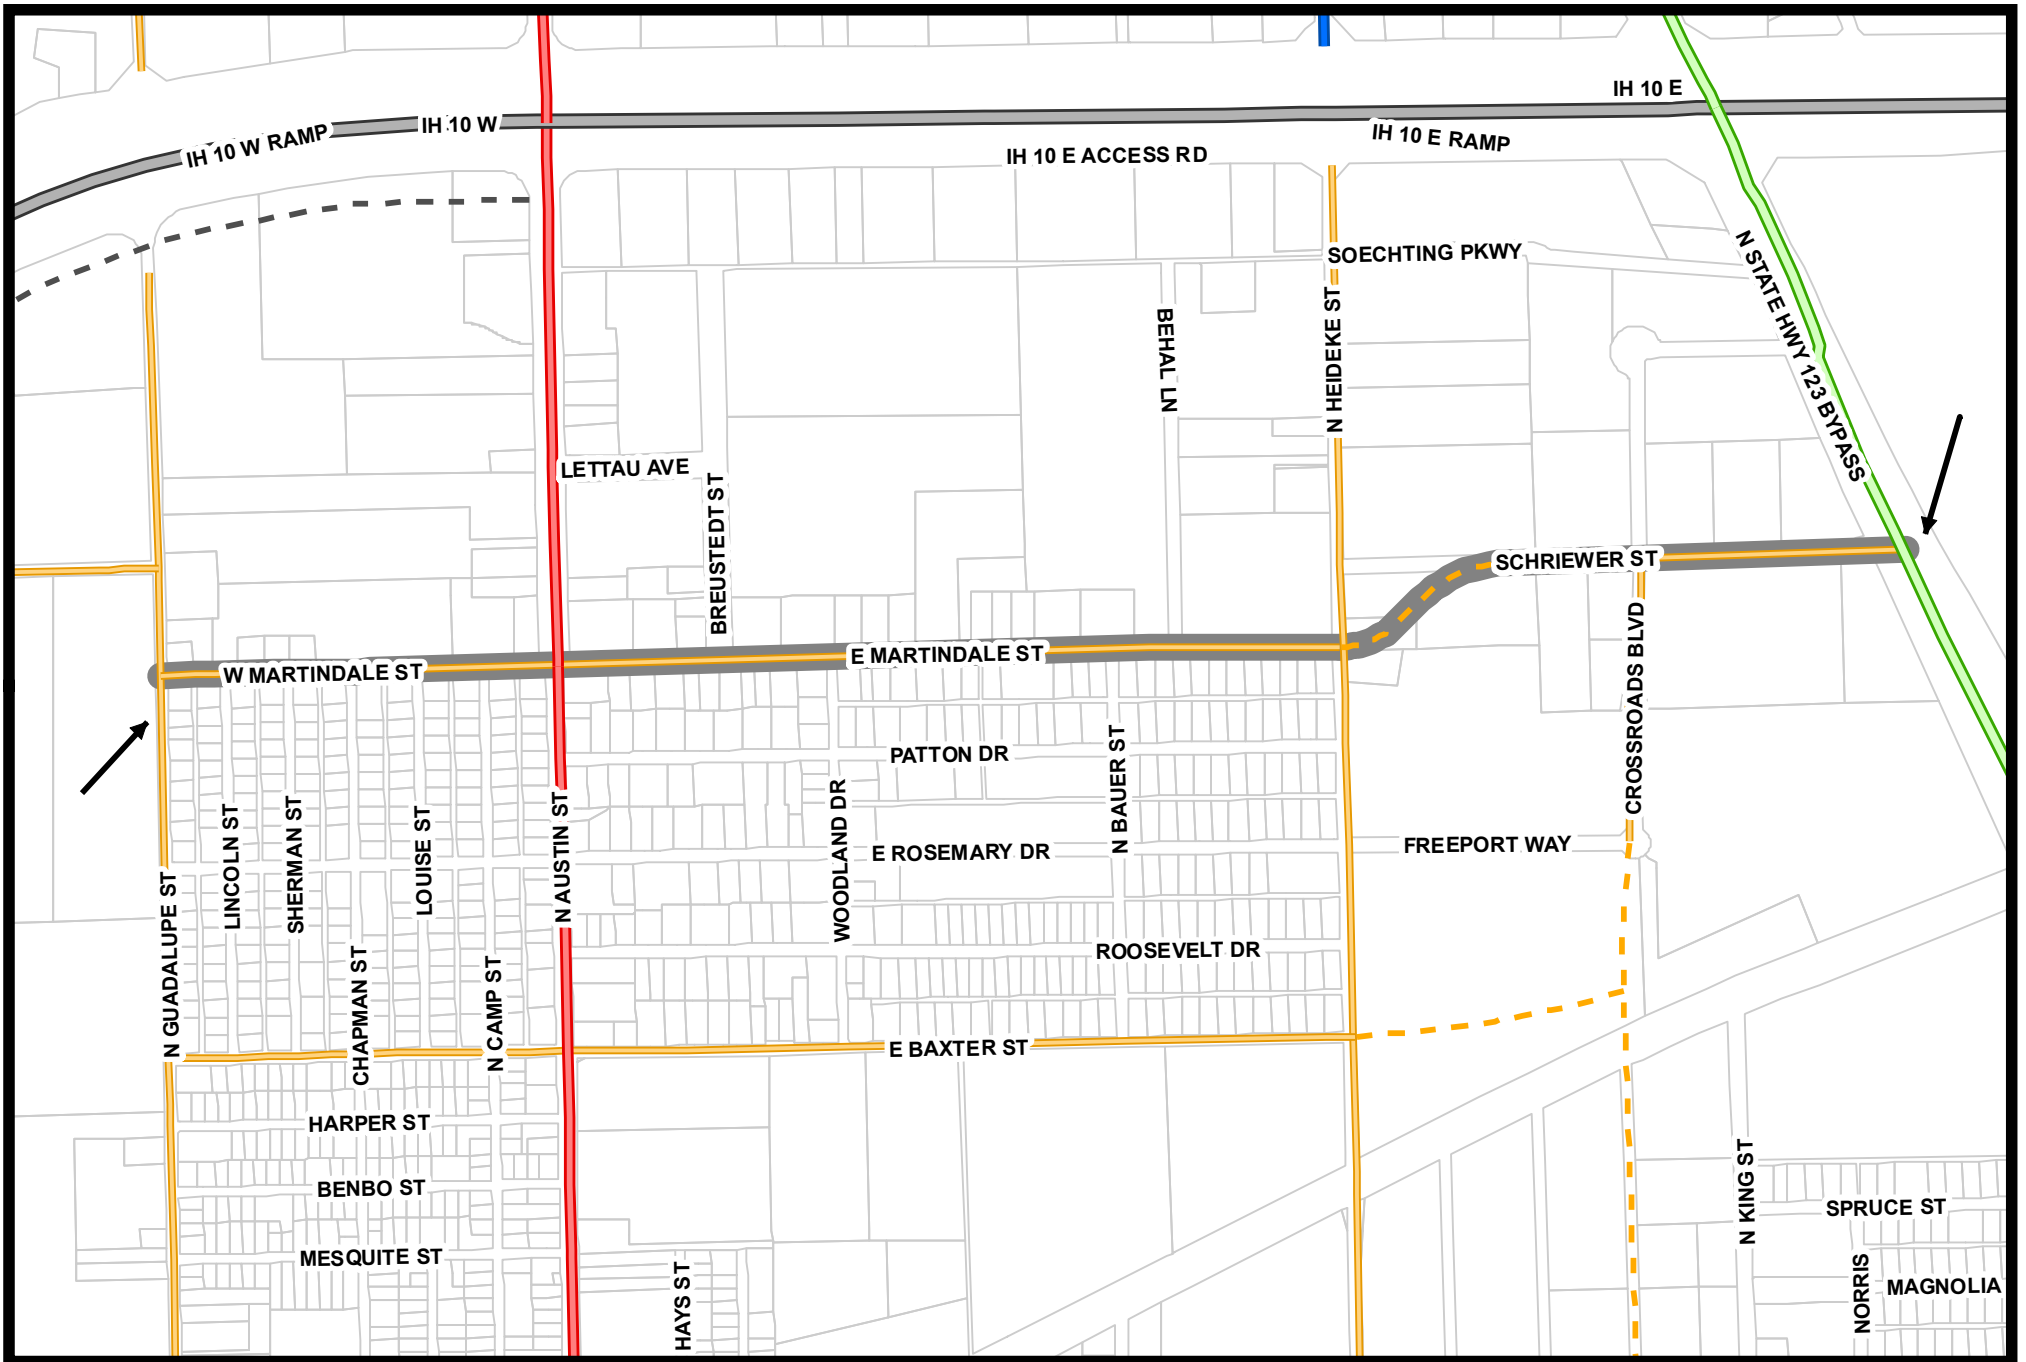 IH 10 E
IH 10 W
IH 10 W RAMP
IH 10 E RAMP
IH 10 E ACCESS RD
SOECHTING PKWY
N STATE HWY 123 BYPASS
BEHAL LN
N HEIDEKE ST
LETTAU AVE
BREUSTEDT ST
SCHRIEWER ST
E MARTINDALE ST
W MARTINDALE ST
CROSSROADS BLVD
PATTON DR
N BAUER ST
WOODLAND DR
E ROSEMARY DR
FREEPORT WAY
LINCOLN ST
SHERMAN ST
LOUISE ST
N AUSTIN ST
N GUADALUPE ST
CHAPMAN ST
N CAMP ST
ROOSEVELT DR
E BAXTER ST
HARPER ST
BENBO ST
MESQUITE ST
HAYS ST
N KING ST
SPRUCE ST
NORRIS
MAGNOLIA